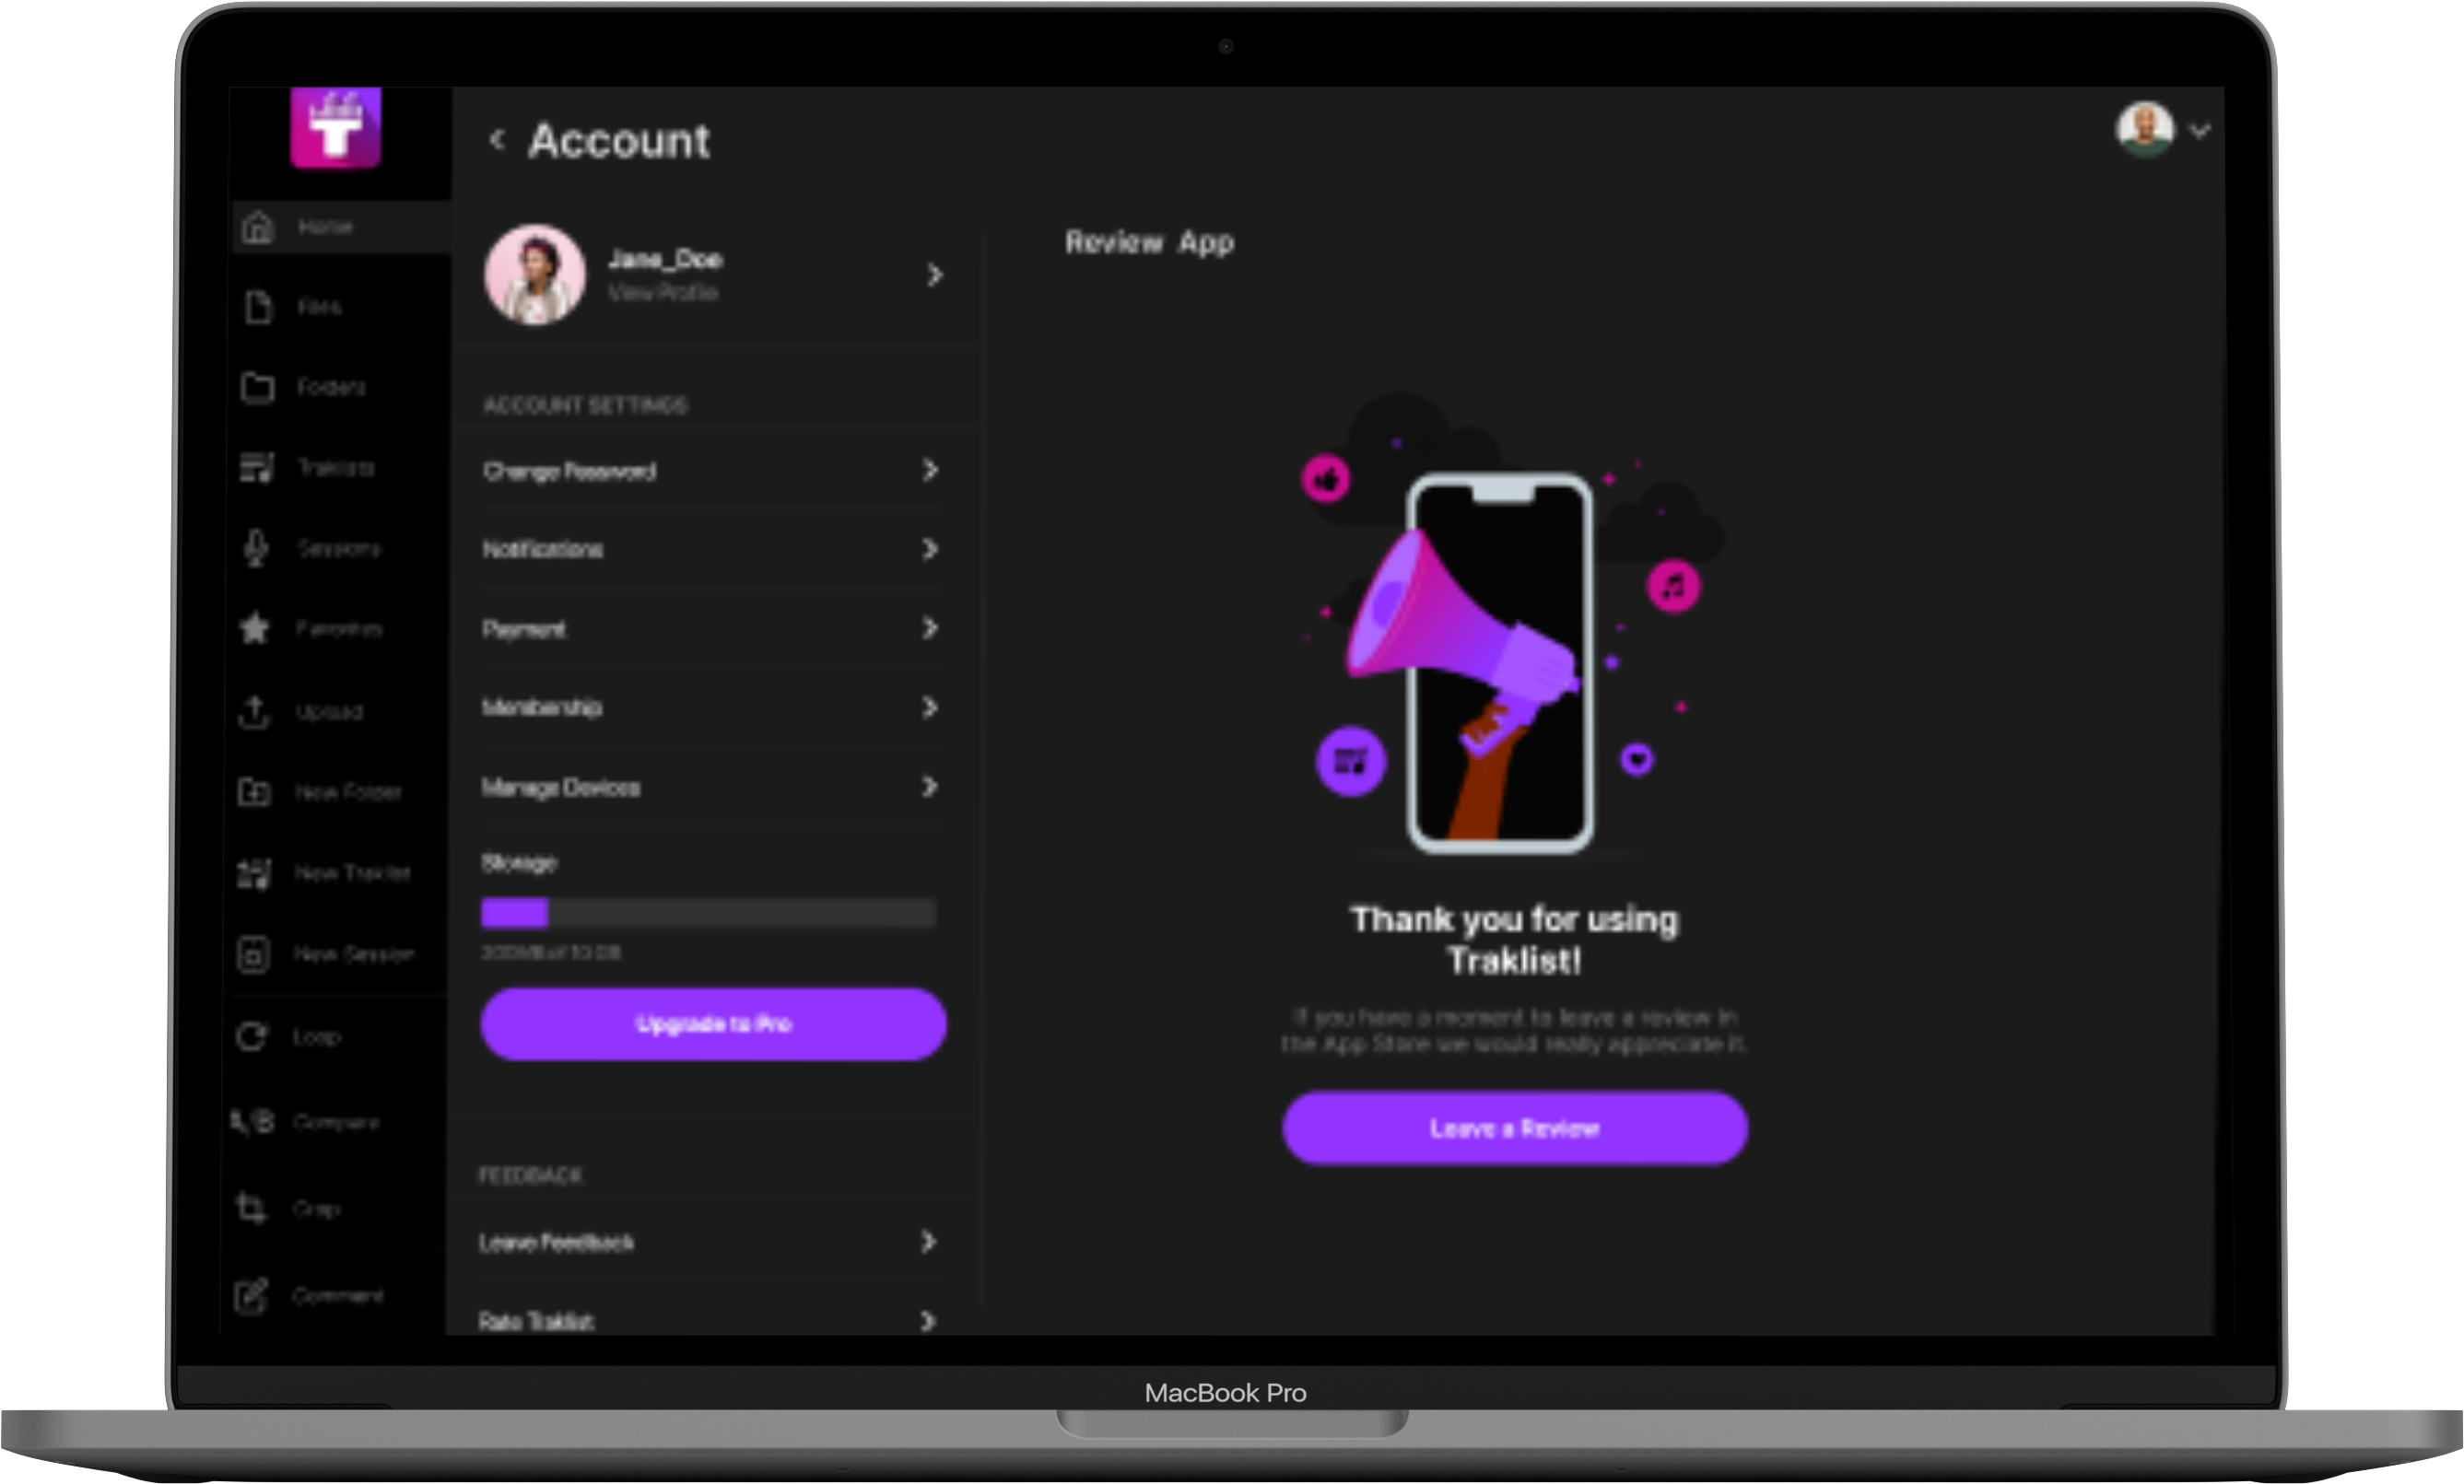 Account
Home
Files
Folders
Traklists
Sessions
Favorites
Upload
New Folder
New Traklist
New Session
Loop
Compare
Crop
Comment
Jane_Doe
View Profile
ACCOUNT SETTINGS
Change Password
Notifications
Payment
Membership
Manage Devices
Storage
Upgrade to Pro
FEEDBACK
Leave Feedback
Rate Traklist
Review App
Thank you for using
Traklist!
If you have a moment to leave a review in
the App Store we would really appreciate it.
Leave a Review
MacBook Pro